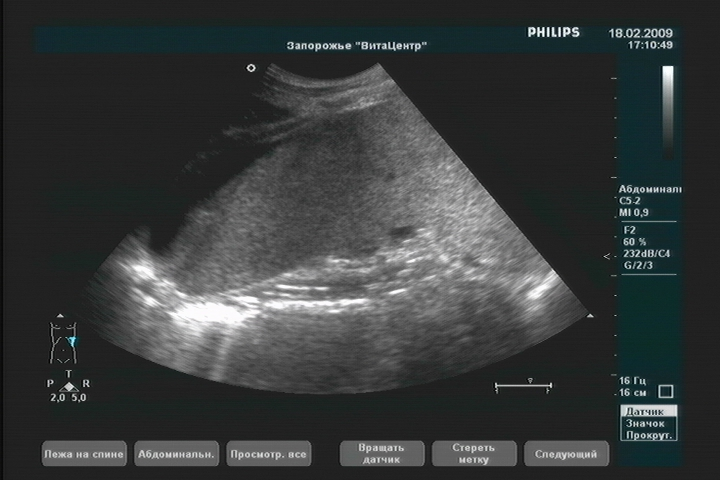 PHILIPS
18.02.2009
17:10:49
Запорожье "ВитаЦентр"
Абдоминалı
C5-2
MI 0,9
F2
60 %
232dB/C4
G/2/3
<
16 Гц
16 см
P T R
2,0 5,0
Датчик
Значок
Прокрут.
Лежа на спине
Абдоминальн.
Просмотр. все
Вращать
датчик
Стереть
метку
Следующий